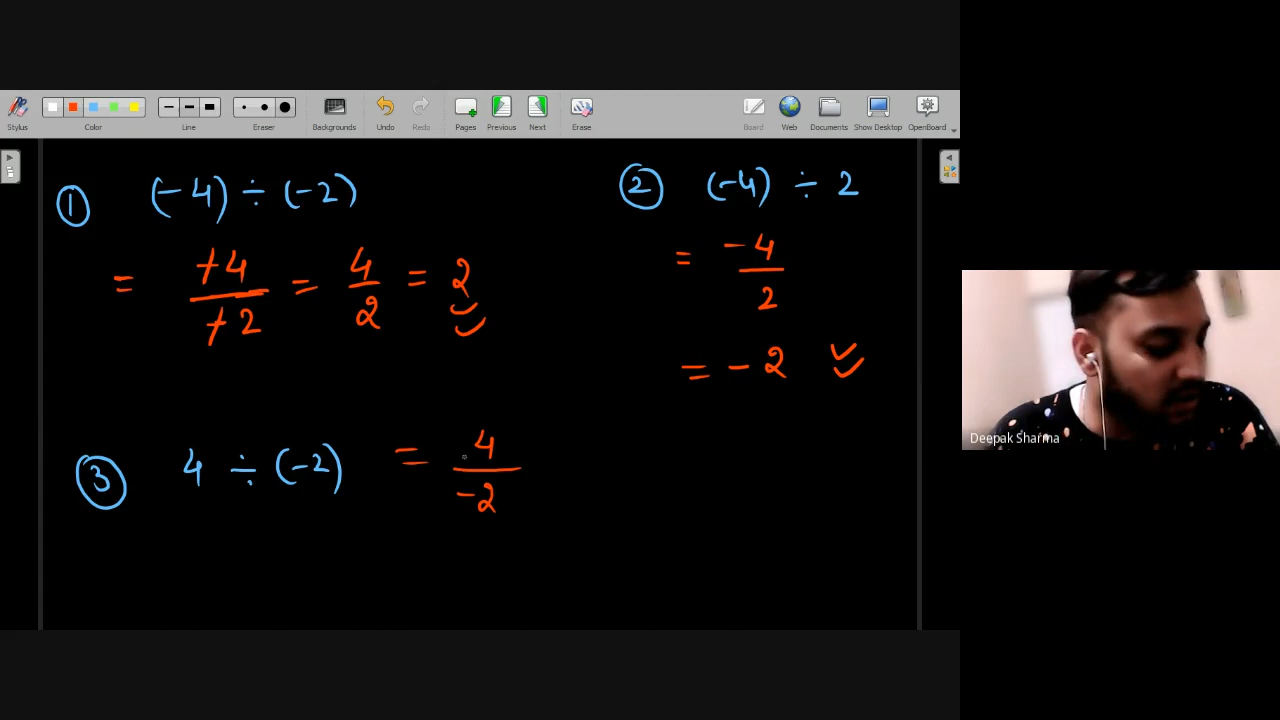 Stylus Color Line Eraser Backgrounds Undo Redo Pages Previous Next Erase Board Web Documents Show Desktop OpenBoard
① (-4) ÷ (-2)
= -4/-2 = 4/2 = 2
② (-4) ÷ 2
= -4/2
= -2
③ 4 ÷ (-2) = 4/-2
Deepak Sharma